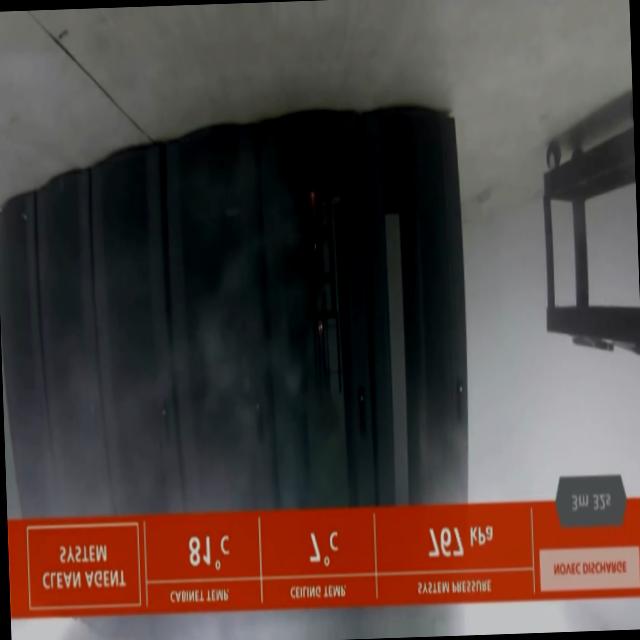 CLEAN AGENT
SYSTEM
CABINET TEMP.
81°C
CEILING TEMP.
7°C
SYSTEM PRESSURE
767 kPa
NOVEC DISCHARGE
3m 32s